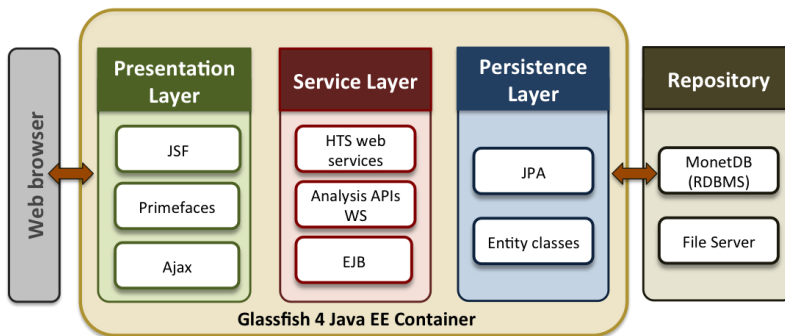 Web browser
Presentation
Layer
JSF
Primefaces
Ajax
Service Layer
HTS web
services
Analysis APIs
WS
EJB
Persistence
Layer
JPA
Entity classes
Repository
MonetDB
(RDBMS)
File Server
Glassfish 4 Java EE Container